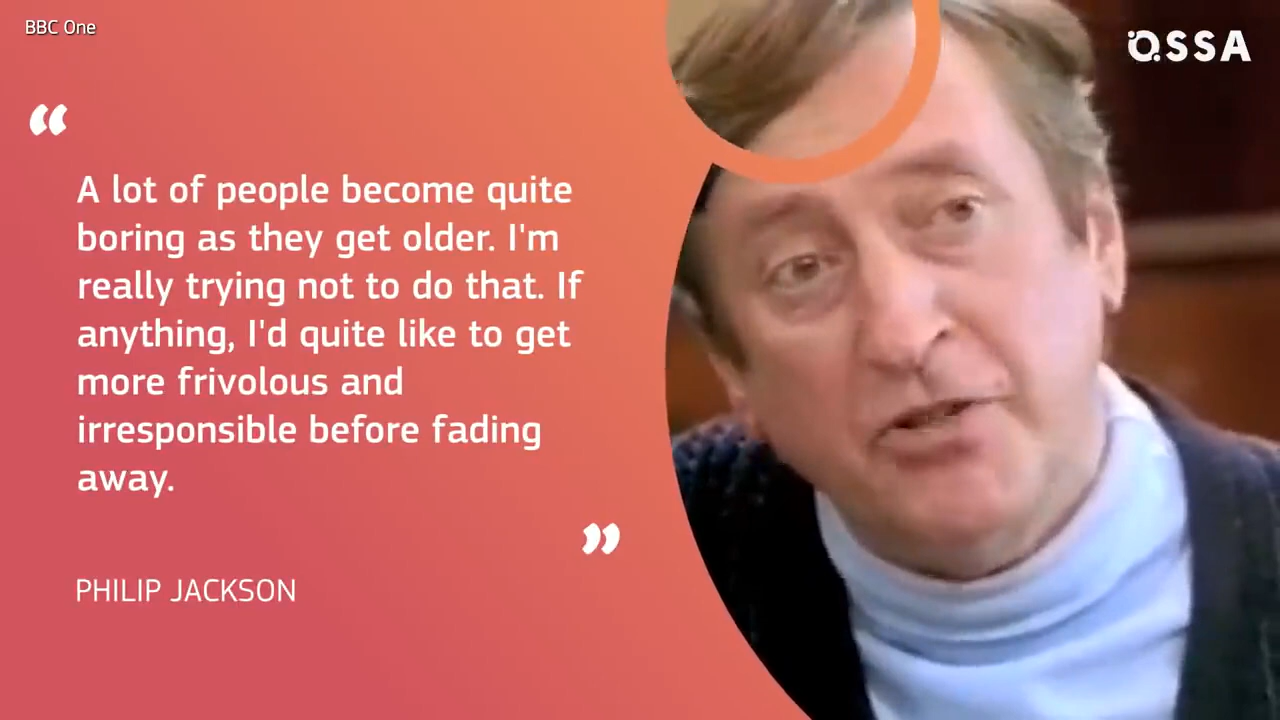 BBC One
OSSA
“
A lot of people become quite
boring as they get older. I'm
really trying not to do that. If
anything, I'd quite like to get
more frivolous and
irresponsible before fading
away.
”
PHILIP JACKSON